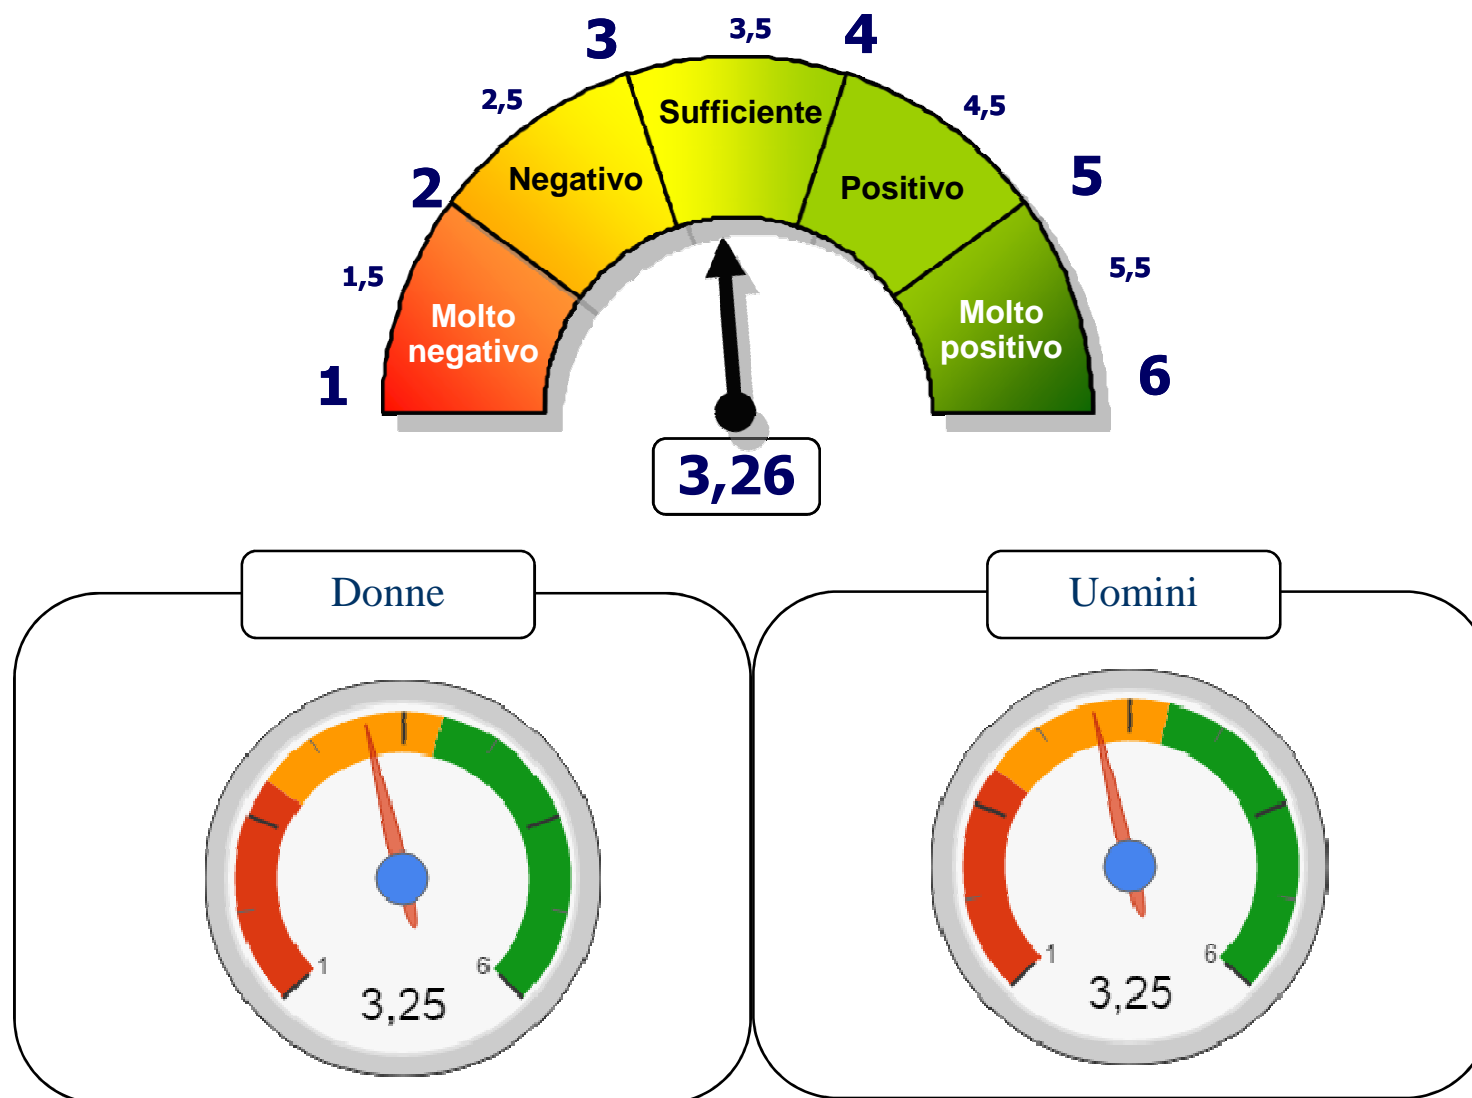 3
3,5
4
2,5
4,5
Sufficiente
2
Negativo
Positivo
5
1,5
5,5
Molto
negativo
Molto
positivo
1
6
3,26
Donne
Uomini
1
6
3,25
1
6
3,25